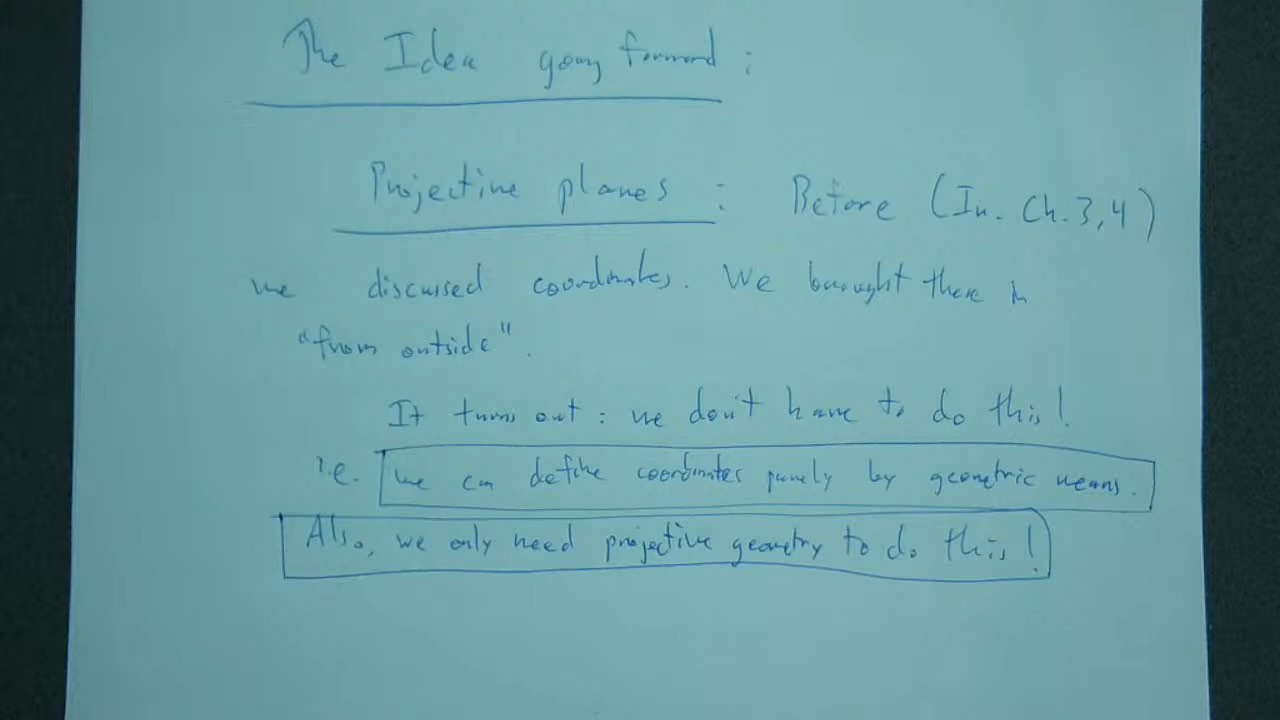 The Idea going forward :
Projective planes : Before (In. Ch. 3,4)
we discussed coordinates. We brought these in
"from outside".
It turns out : we don't have to do this!
i.e. we can define coordinates purely by geometric means.
Also, we only need projective geometry to do this!